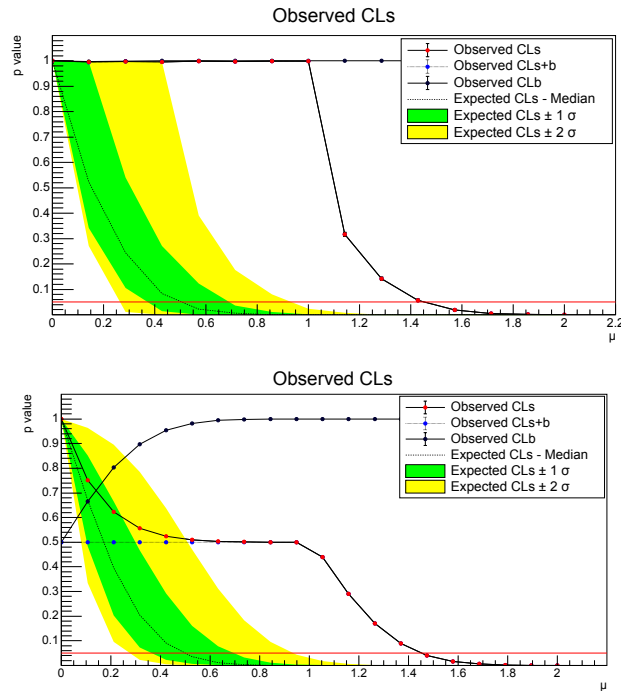 Observed CLs
p value
Observed CLs
Observed CLs+b
Observed CLb
Expected CLs - Median
Expected CLs ± 1 σ
Expected CLs ± 2 σ
1
0.9
0.8
0.7
0.6
0.5
0.4
0.3
0.2
0.1
0 0.2 0.4 0.6 0.8 1 1.2 1.4 1.6 1.8 2 2.2
μ
Observed CLs
p value
Observed CLs
Observed CLs+b
Observed CLb
Expected CLs - Median
Expected CLs ± 1 σ
Expected CLs ± 2 σ
1
0.9
0.8
0.7
0.6
0.5
0.4
0.3
0.2
0.1
0 0.2 0.4 0.6 0.8 1 1.2 1.4 1.6 1.8 2 2.2
μ